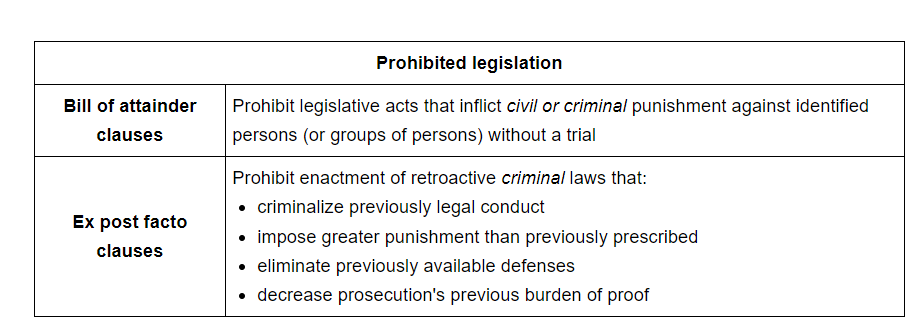 Prohibited legislation
Bill of attainder
clauses
Prohibit legislative acts that inflict civil or criminal punishment against identified
persons (or groups of persons) without a trial
Ex post facto
clauses
Prohibit enactment of retroactive criminal laws that:
• criminalize previously legal conduct
• impose greater punishment than previously prescribed
• eliminate previously available defenses
• decrease prosecution's previous burden of proof